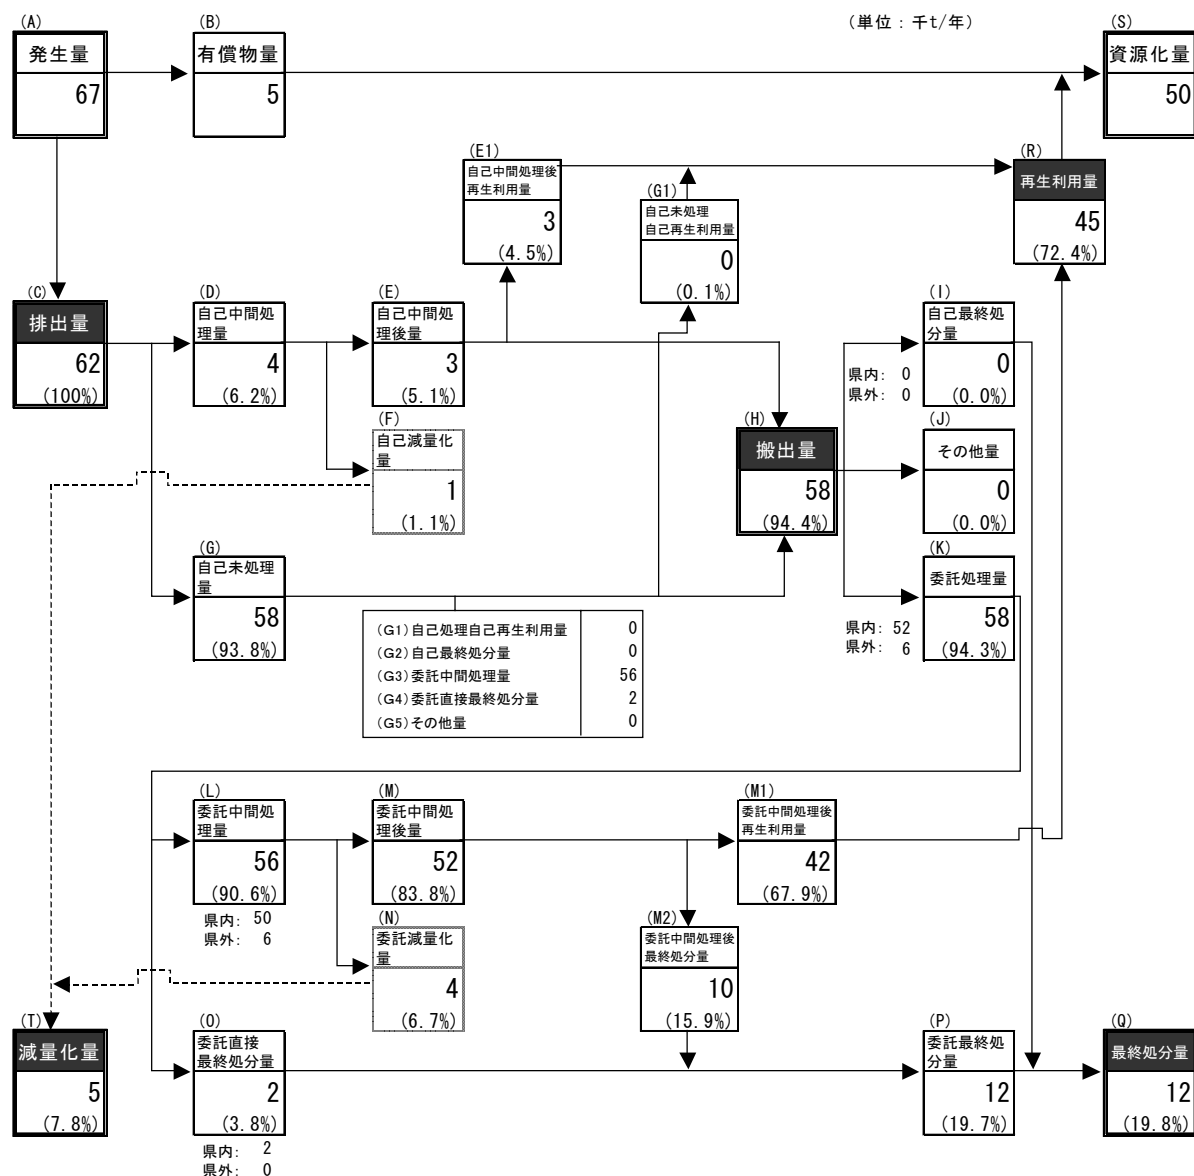 (単位：千t/年)
(A)
発生量
67
(B)
有償物量
5
(S)
資源化量
50
(E1)
自己中間処理後
再生利用量
3
(4.5%)
(G1)
自己未処理
自己再生利用量
0
(0.1%)
(R)
再生利用量
45
(72.4%)
(C)
排出量
62
(100%)
(D)
自己中間処
理量
4
(6.2%)
(E)
自己中間処
理後量
3
(5.1%)
(F)
自己減量化
量
1
(1.1%)
(G)
自己未処理
量
58
(93.8%)
(G1)自己処理自己再生利用量 0
(G2)自己最終処分量 0
(G3)委託中間処理量 56
(G4)委託直接最終処分量 2
(G5)その他量 0
(H)
搬出量
58
(94.4%)
(I)
自己最終処
分量
0
(0.0%)
県内: 0
県外: 0
(J)
その他量
0
(0.0%)
(K)
委託処理量
58
(94.3%)
県内: 52
県外: 6
(L)
委託中間処
理量
56
(90.6%)
県内: 50
県外: 6
(M)
委託中間処
理後量
52
(83.8%)
(N)
委託減量化
量
4
(6.7%)
(M1)
委託中間処理後
再生利用量
42
(67.9%)
(M2)
委託中間処理後
最終処分量
10
(15.9%)
(T)
減量化量
5
(7.8%)
(O)
委託直接
最終処分量
2
(3.8%)
県内: 2
県外: 0
(P)
委託最終処
分量
12
(19.7%)
(Q)
最終処分量
12
(19.8%)